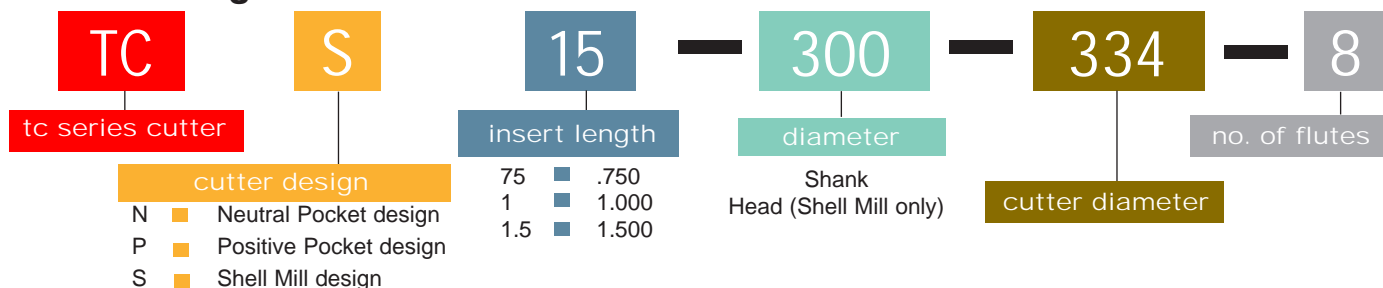 TC S 15 – 300 – 334 – 8
tc series cutter
cutter design
N Neutral Pocket design
P Positive Pocket design
S Shell Mill design
insert length
75 .750
1 1.000
1.5 1.500
diameter
Shank
Head (Shell Mill only)
cutter diameter
no. of flutes